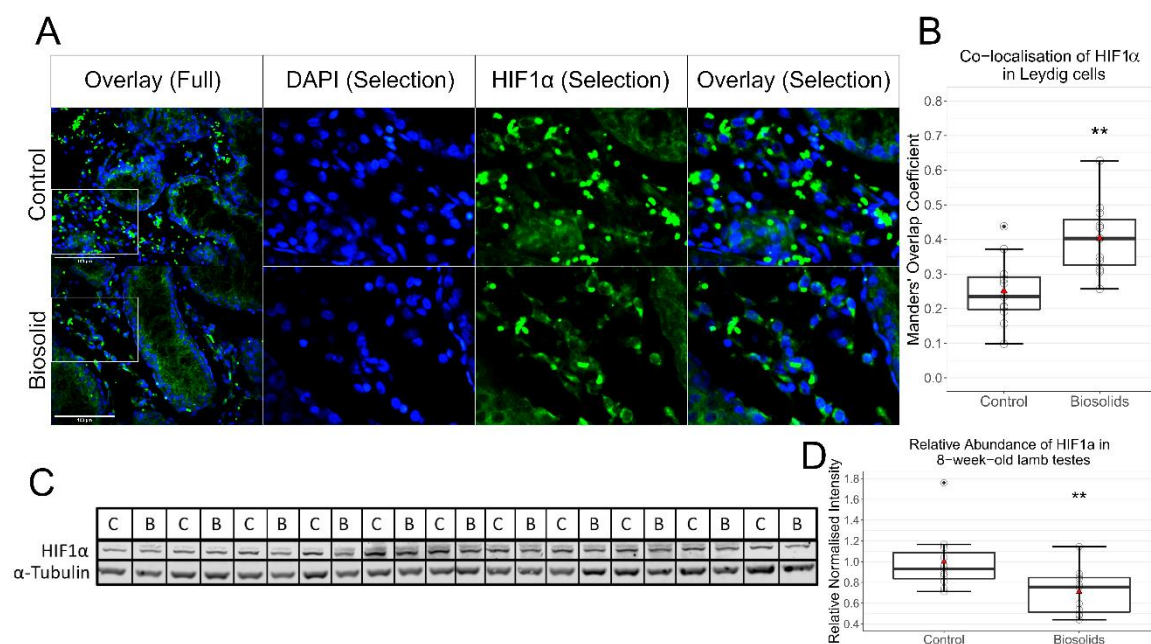 A
Overlay (Full) DAPI (Selection) HIF1α (Selection) Overlay (Selection)
Control
Biosolid
B
Co-localisation of HIF1α
in Leydig cells
Manders' Overlap Coefficient
0.8
0.7
0.6
0.5
0.4
0.3
0.2
0.1
0.0
**
Control Biosolids
C
C B C B C B C B C B C B C B C B C B C B
HIF1α
α-Tubulin
D
Relative Abundance of HIF1a in
8-week-old lamb testes
Relative Normalised Intensity
1.8
1.6
1.4
1.2
1.0
0.8
0.6
0.4
**
Control Biosolids